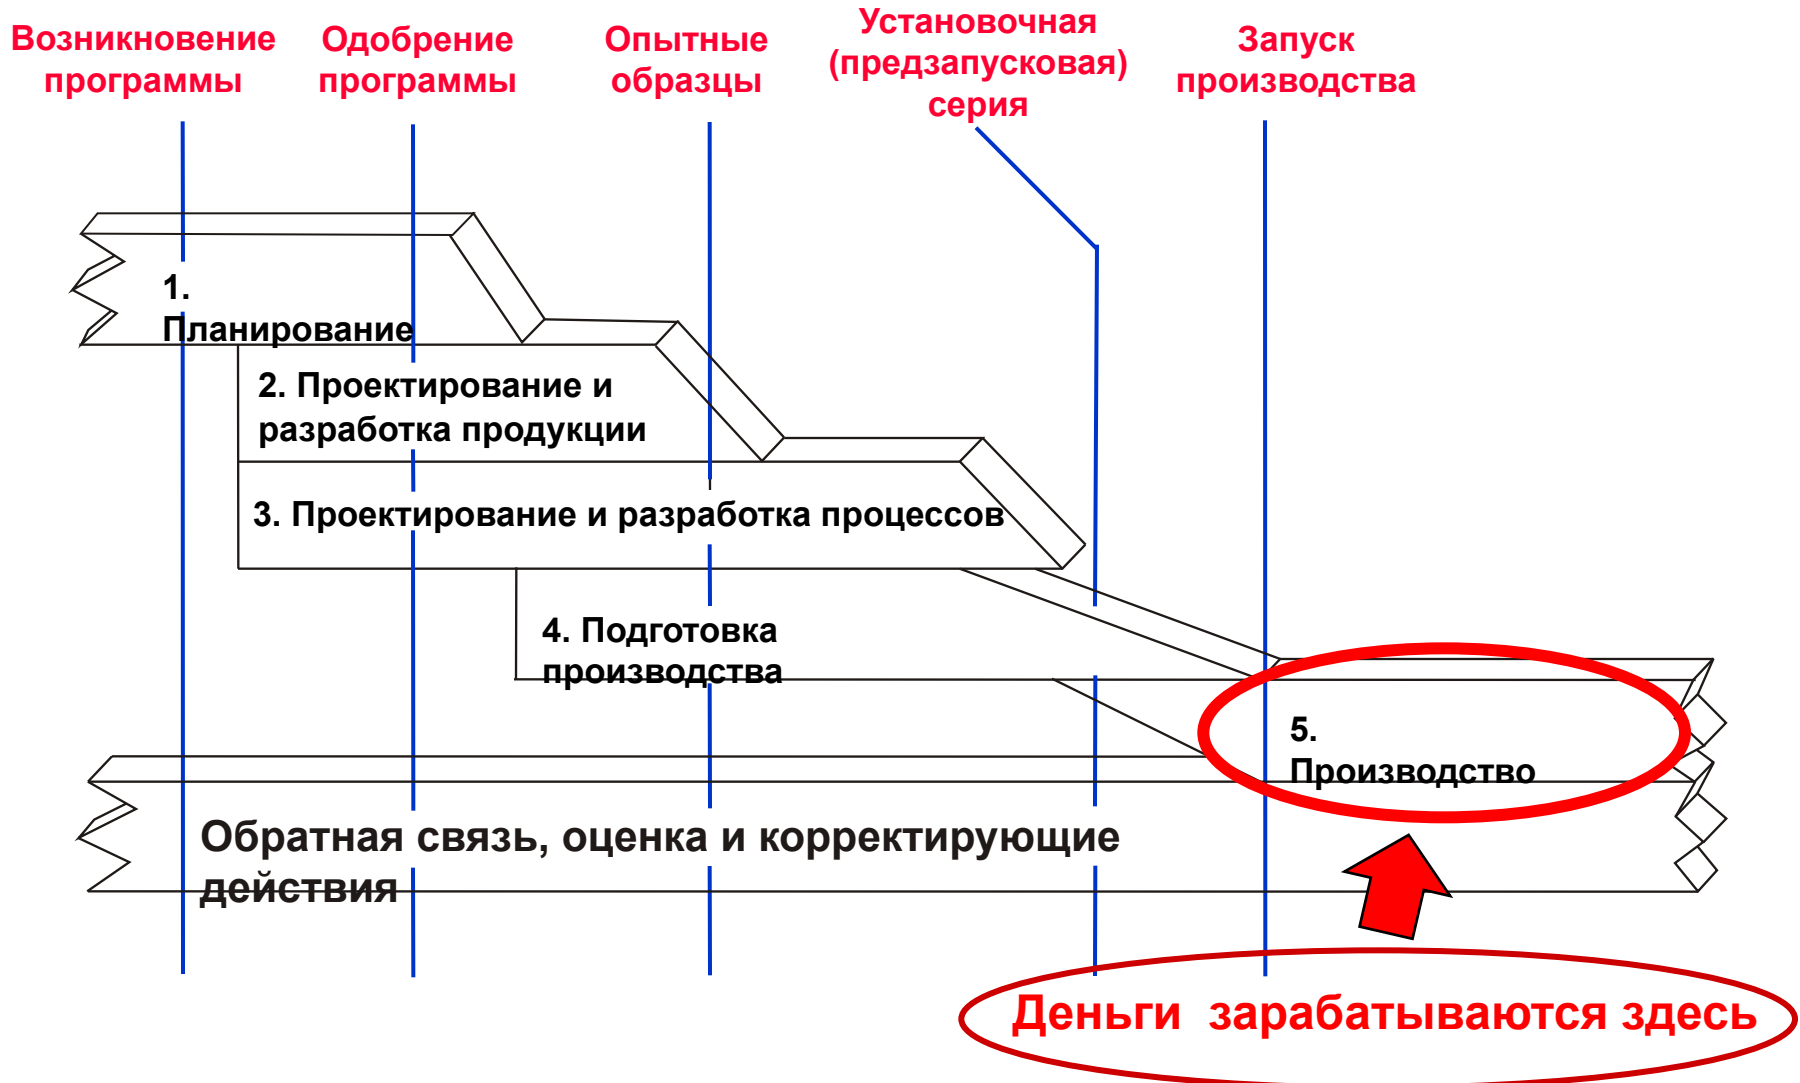 Возникновение
программы
Одобрение
программы
Опытные
образцы
Установочная
(предзапусковая)
серия
Запуск
производства
1.
Планирование
2. Проектирование и
разработка продукции
3. Проектирование и разработка процессов
4. Подготовка
производства
5.
Производство
Обратная связь, оценка и корректирующие
действия
Деньги зарабатываются здесь